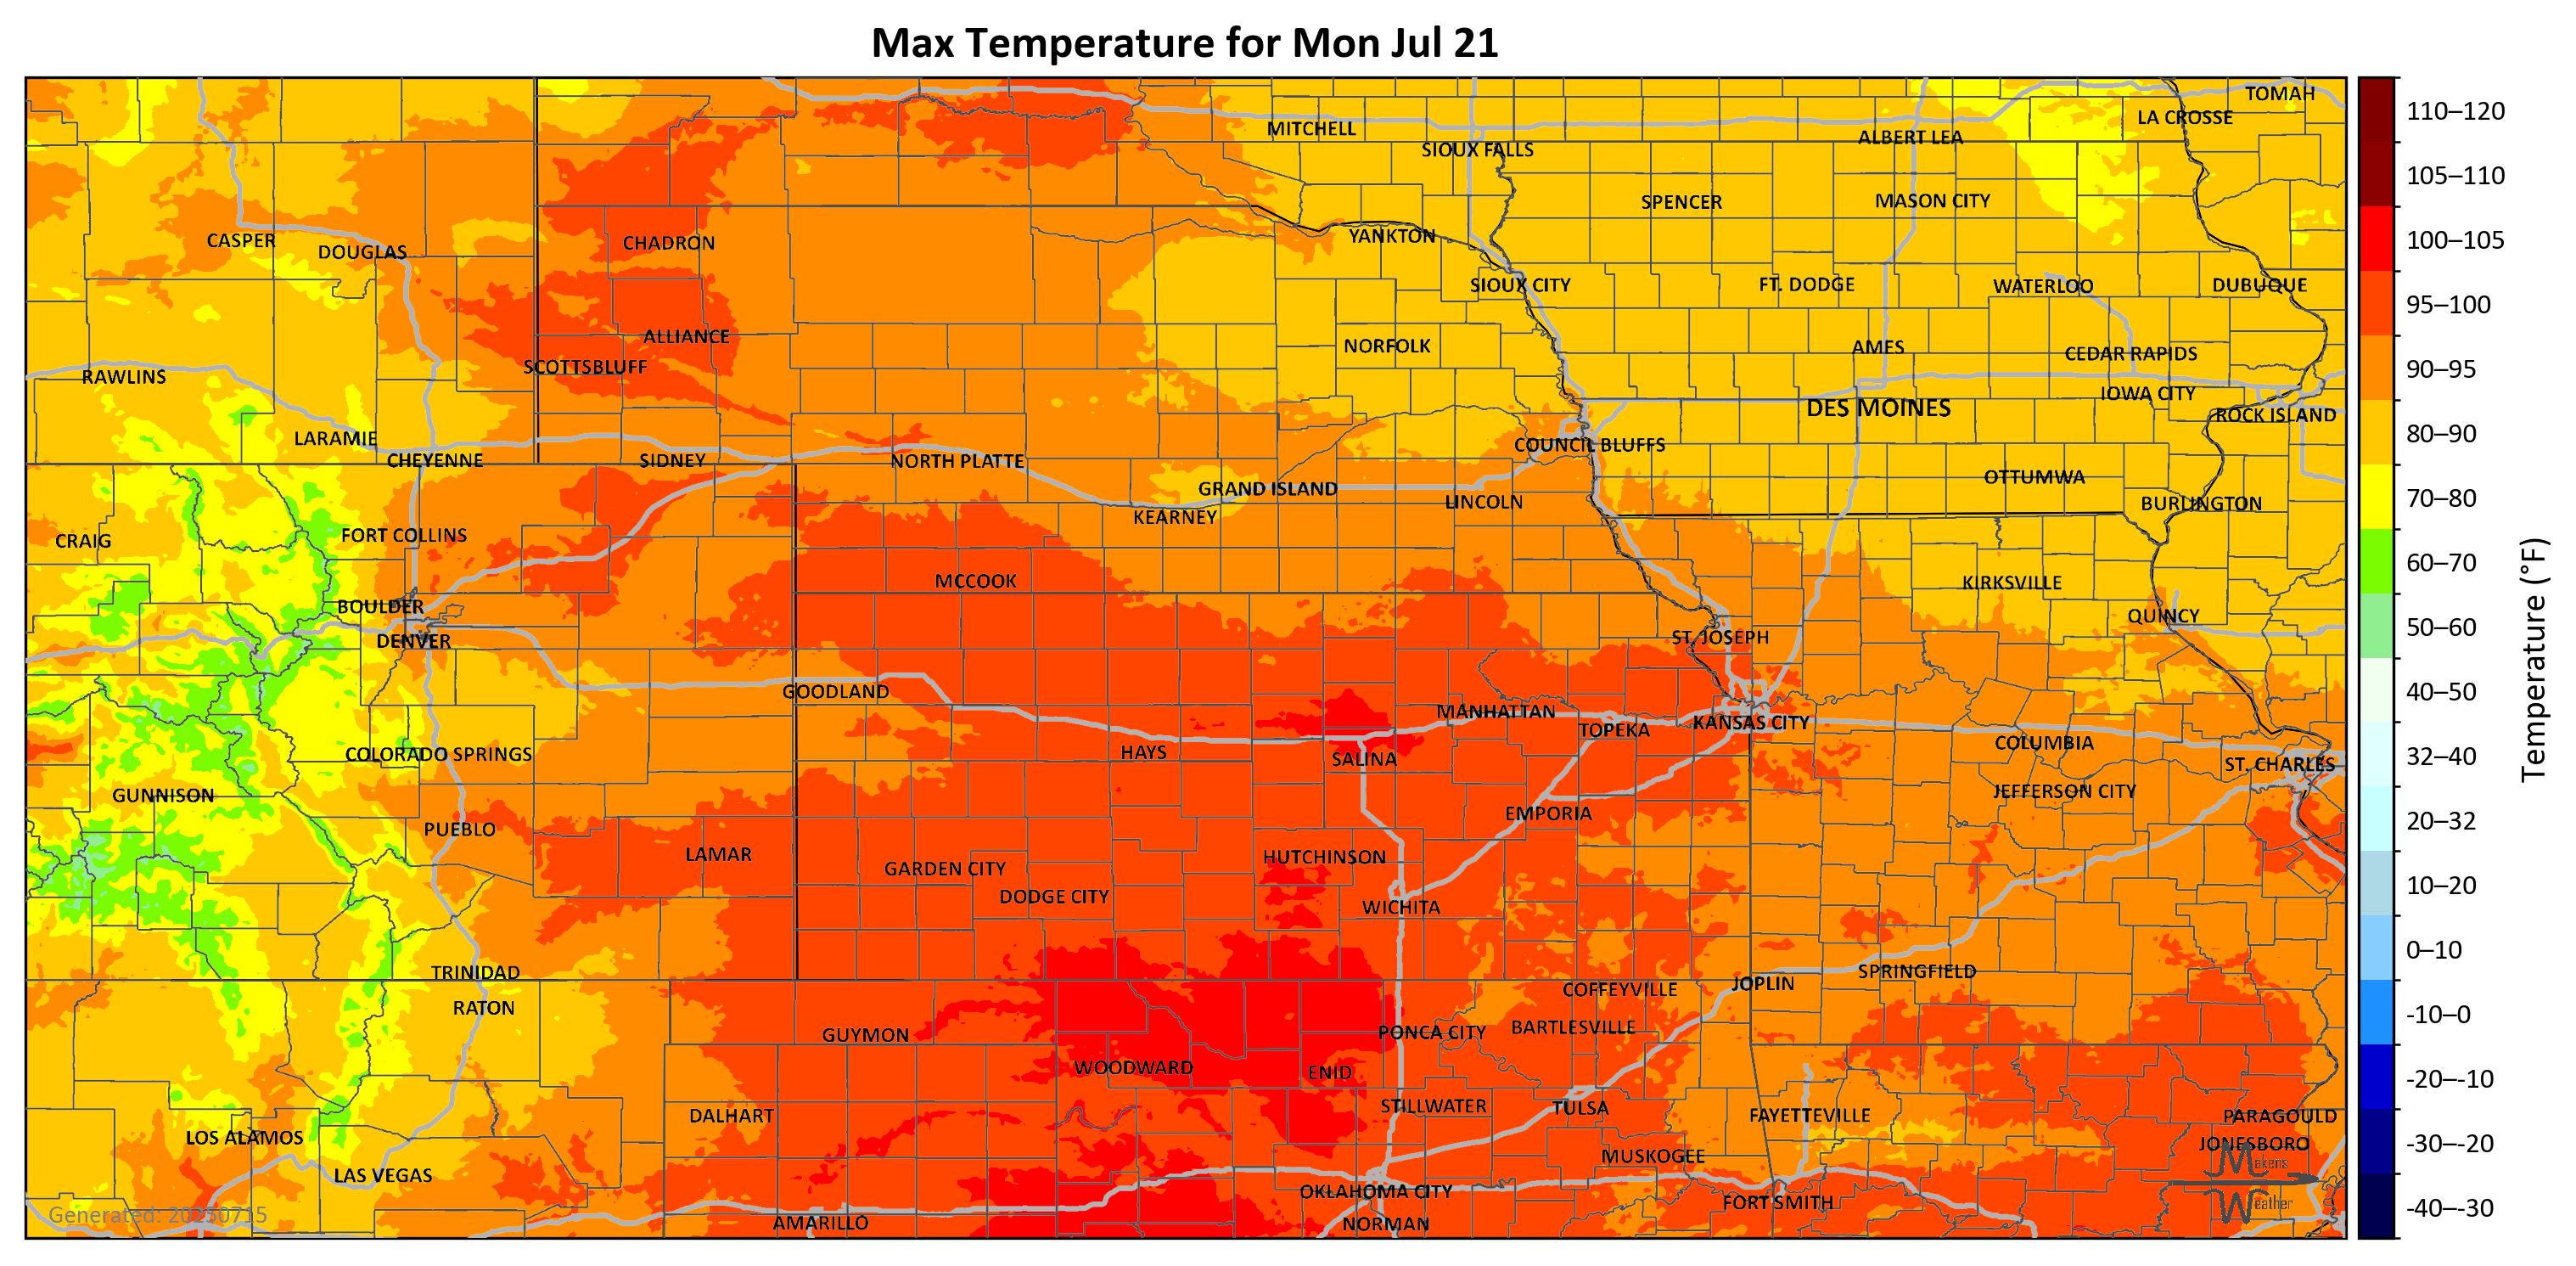 Max Temperature for Mon Jul 21
TOMAH
LA CROSSE
MITCHELL
ALBERT LEA
SIOUX FALLS
SPENCER
MASON CITY
CASPER
DOUGLAS
CHADRON
YANKTON
SIOUX CITY
FT. DODGE
WATERLOO
DUBUQUE
ALLIANCE
NORFOLK
AMES
CEDAR RAPIDS
SCOTTSBLUFF
RAWLINS
IOWA CITY
DES MOINES
ROCK ISLAND
LARAMIE
COUNCIL BLUFFS
CHEYENNE
SIDNEY
NORTH PLATTE
OTTUMWA
GRAND ISLAND
LINCOLN
BURLINGTON
KEARNEY
FORT COLLINS
CRAIG
MCCOOK
KIRKSVILLE
BOULDER
QUINCY
DENVER
ST. JOSEPH
GOODLAND
MANHATTAN
TOPEKA
KANSAS CITY
COLUMBIA
COLORADO SPRINGS
HAYS
SALINA
ST. CHARLES
GUNNISON
JEFFERSON CITY
EMPORIA
PUEBLO
LAMAR
HUTCHINSON
GARDEN CITY
DODGE CITY
WICHITA
TRINIDAD
SPRINGFIELD
JOPLIN
COFFEYVILLE
RATON
GUYMON
PONCA CITY
BARTLESVILLE
WOODWARD
ENID
STILLWATER
TULSA
DALHART
FAYETTEVILLE
PARAGOULD
LOS ALAMOS
JONESBORO
MUSKOGEE
LAS VEGAS
OKLAHOMA CITY
FORT SMITH
AMARILLO
NORMAN
Makens
Weather
Generated: 20250715
110–120
105–110
100–105
95–100
90–95
80–90
70–80
60–70
50–60
40–50
32–40
20–32
10–20
0–10
-10–0
-20–-10
-30–-20
-40–-30
Temperature (°F)